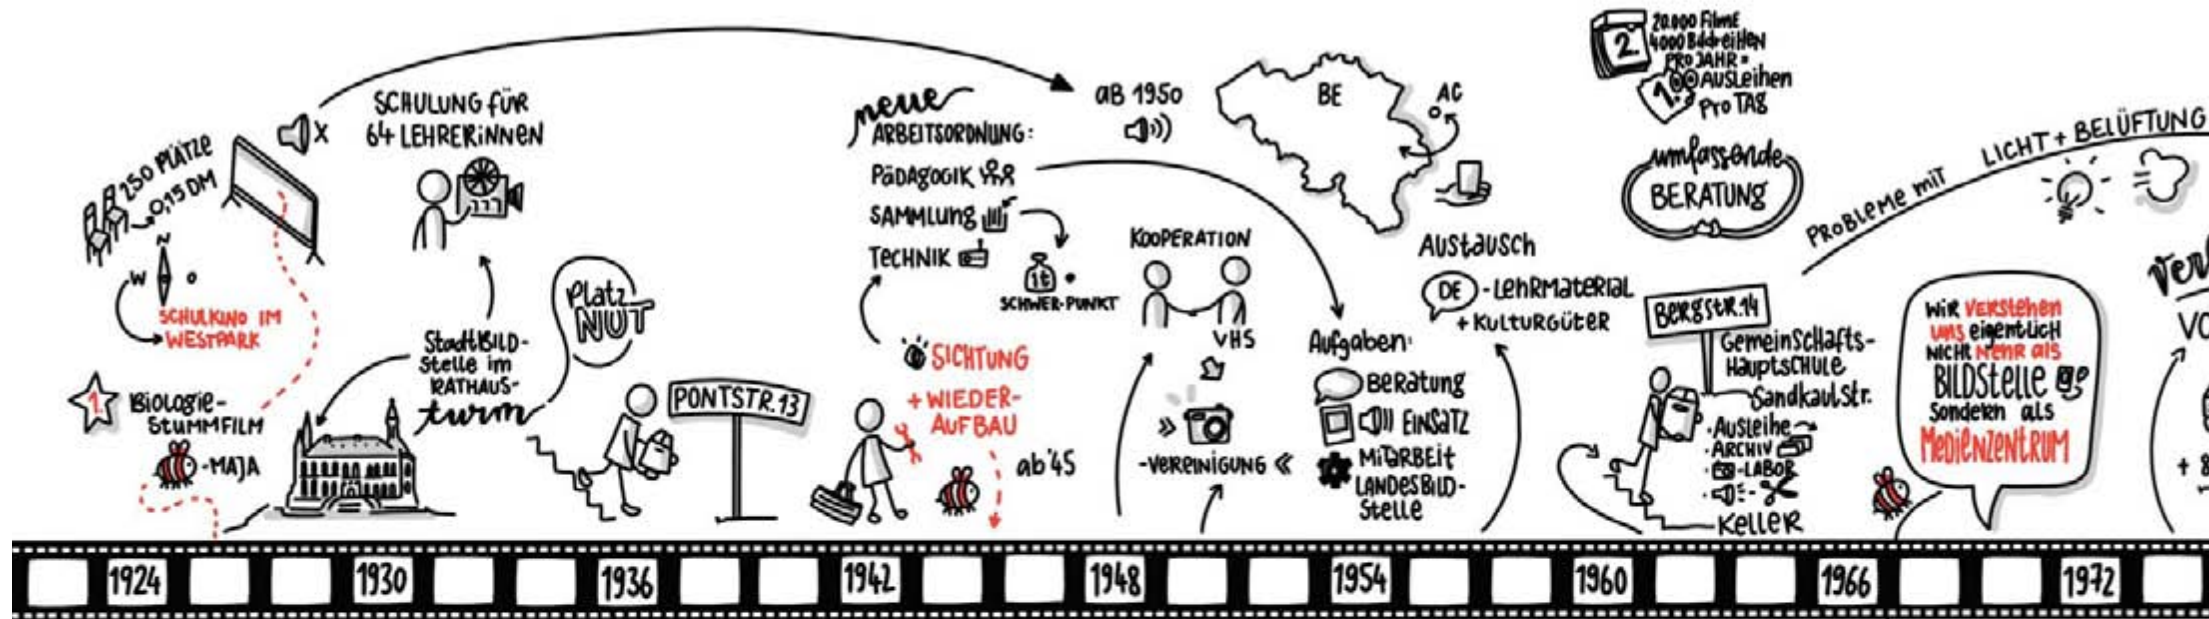 250 PLÄTZE
0,15 DM
N
W O
SCHULKINO IM
WESTPARK
1.
BIOLOGIE-
STUMMFILM
-MAJA
X
SCHULUNG FÜR
64 LEHRERINNEN
StadtBILD-
Stelle im
RATHAUS-
turm
Platz
NUT
PONTSTR.13
neue
ARBEITSORDNUNG:
PÄDAGOGIK
SAMMLUNG
TECHNIK
1t
SCHWER-PUNKT
SICHTUNG
+ WIEDER-
AUFBAU
ab '45
AB 1950
KOOPERATION
VHS
-VEREINIGUNG
BE
AC
Austausch
DE - LEHRMATERIAL
+ KULTURGÜTER
Aufgaben:
BERATUNG
EINSATZ
MITARBEIT
LANDESBILD-
Stelle
2.
20.000 Filme
4000 Bildreihen
PRO JAHR =
1.
00 AUSLEIHEN
Pro TAG
umfassende
BERATUNG
PROBLEME MIT LICHT + BELÜFTUNG
BERGSTR.14
GEMEINSCHAFTS-
HAUPTSCHULE
Sandkaulstr.
· AUSLEIHE
· ARCHIV
· -LABOR
KELLER
WIR VERSTEHEN
UNS eigentlich
NICHT MEHR ALS
BILDStelle
Sondern als
MEDIENZENTRUM
+ 8
1924
1930
1936
1942
1948
1954
1960
1966
1972